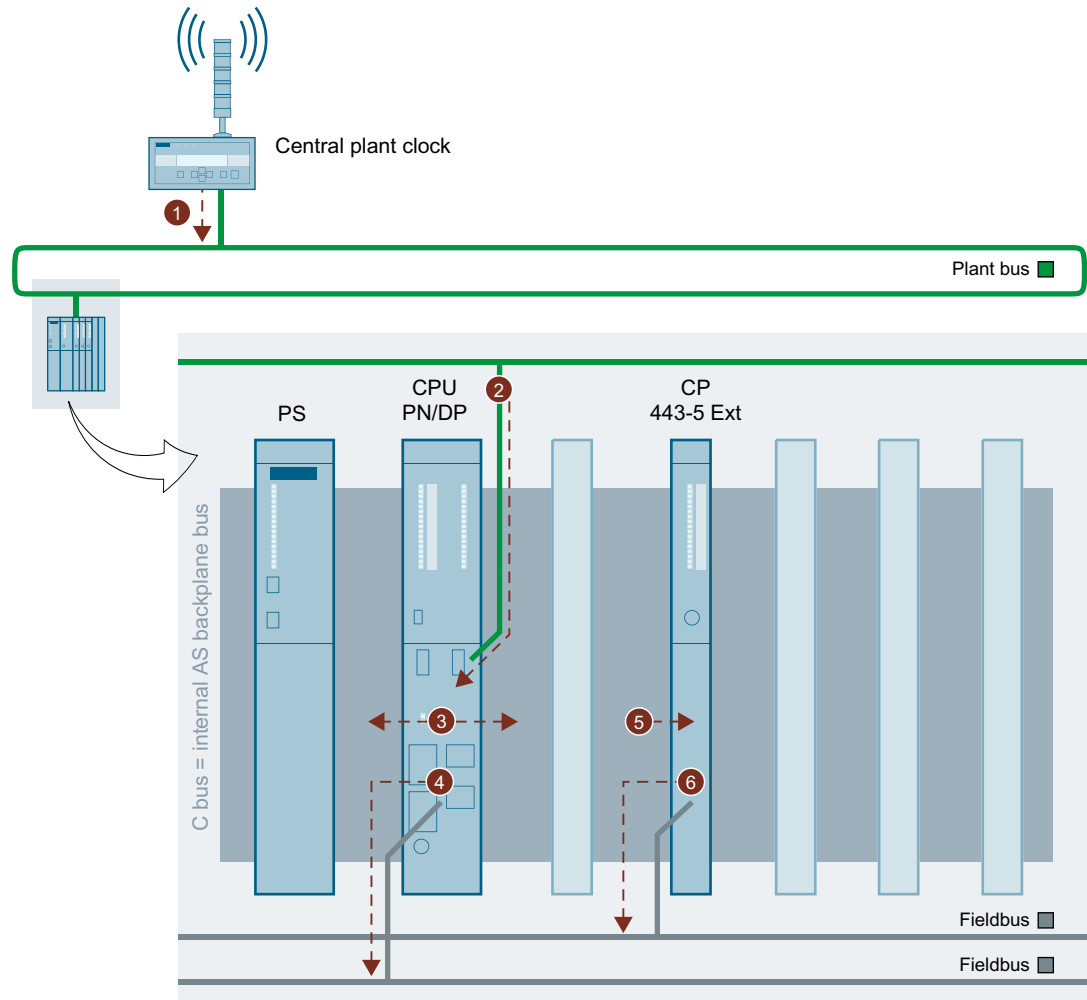 Central plant clock
1
Plant bus
PS
CPU
PN/DP
2
CP
443-5 Ext
C bus = internal AS backplane bus
3
5
4
6
Fieldbus
Fieldbus